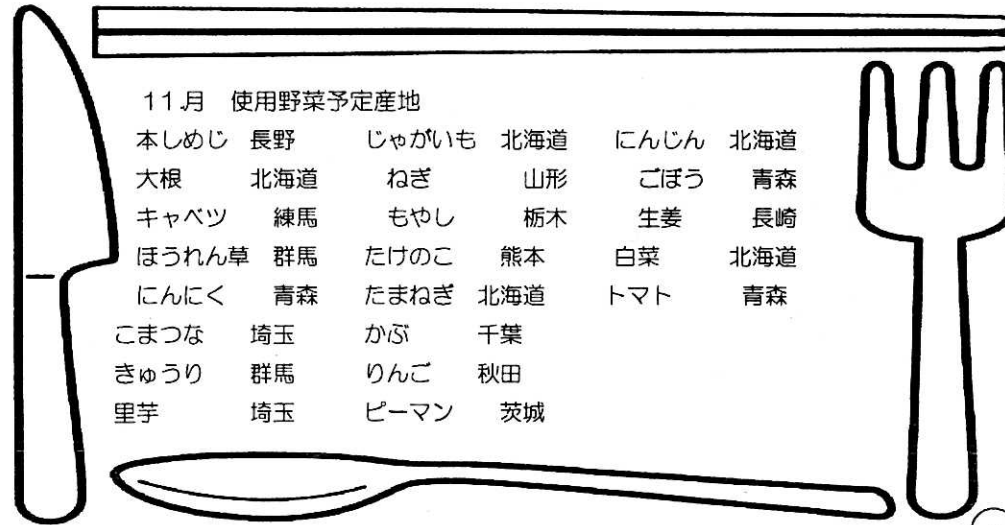 11月 使用野菜予定産地
本しめじ 長野 じゃがいも 北海道 にんじん 北海道
大根 北海道 ねぎ 山形 ごぼう 青森
キャベツ 練馬 もやし 栃木 生姜 長崎
ほうれん草 群馬 たけのこ 熊本 白菜 北海道
にんにく 青森 たまねぎ 北海道 トマト 青森
こまつな 埼玉 かぶ 千葉
きゅうり 群馬 りんご 秋田
里芋 埼玉 ピーマン 茨城